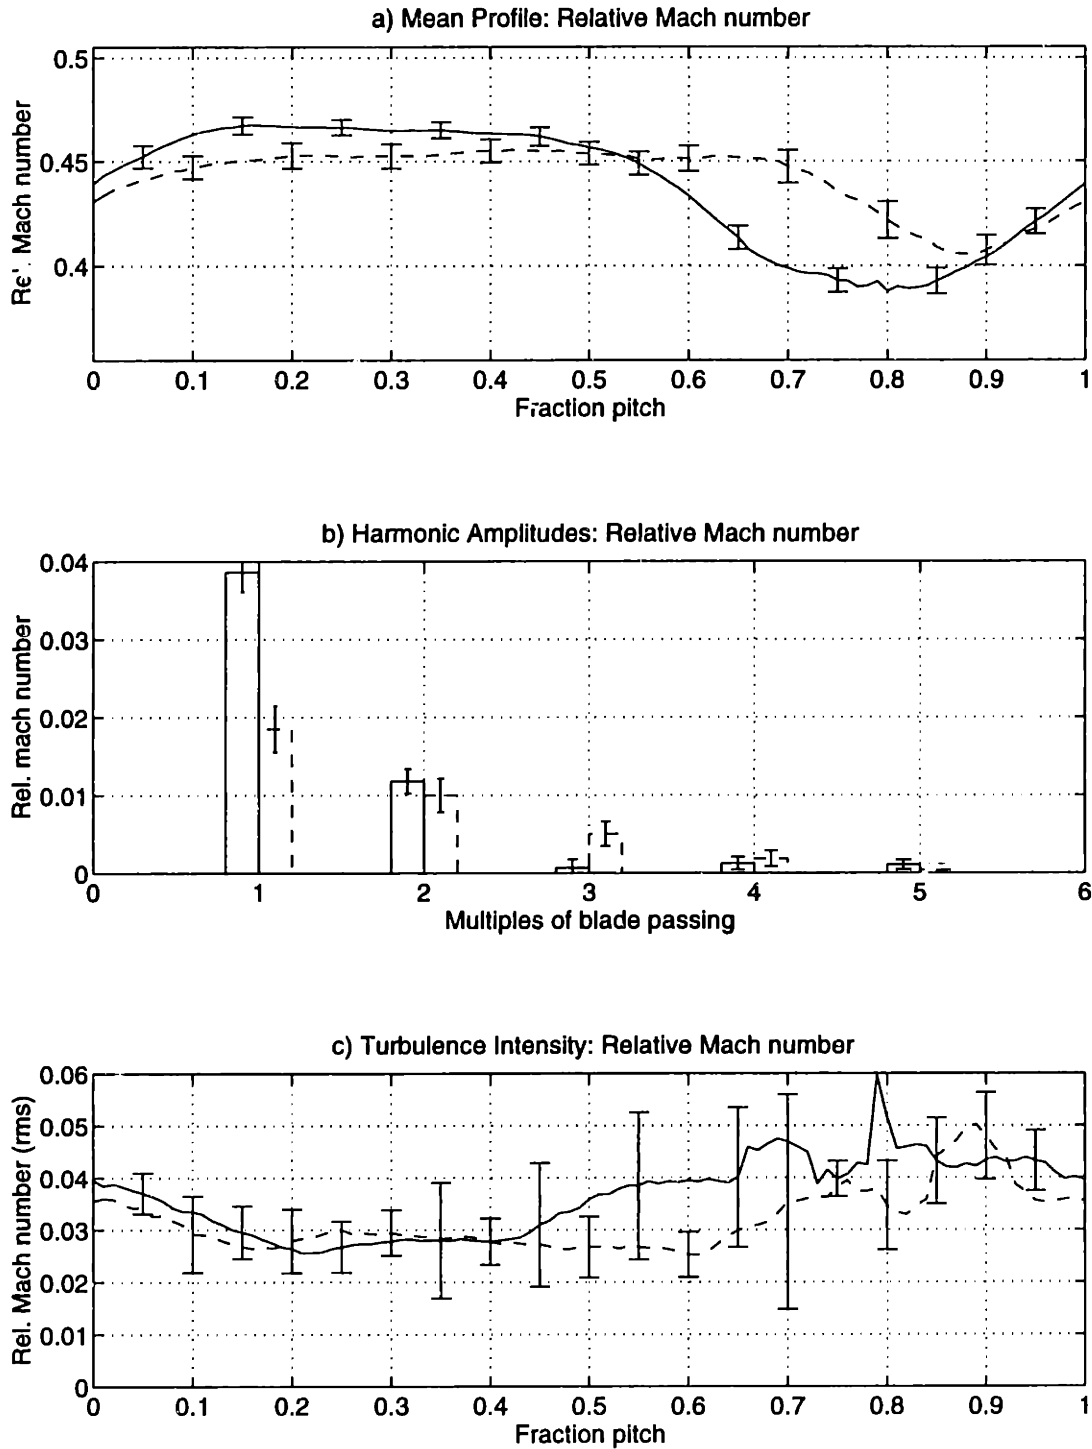 a) Mean Profile: Relative Mach number
0.5
0.45
0.4
Mach number
0 0.1 0.2 0.3 0.4 0.5 0.6 0.7 0.8 0.9 1
Fraction pitch
b) Harmonic Amplitudes: Relative Mach number
0.04
0.03
0.02
0.01
0
Rel. mach number
0 1 2 3 4 5 6
Multiples of blade passing
c) Turbulence Intensity: Relative Mach number
0.06
0.05
0.04
0.03
0.02
0.01
0
Rel. Mach number (rms)
0 0.1 0.2 0.3 0.4 0.5 0.6 0.7 0.8 0.9 1
Fraction pitch